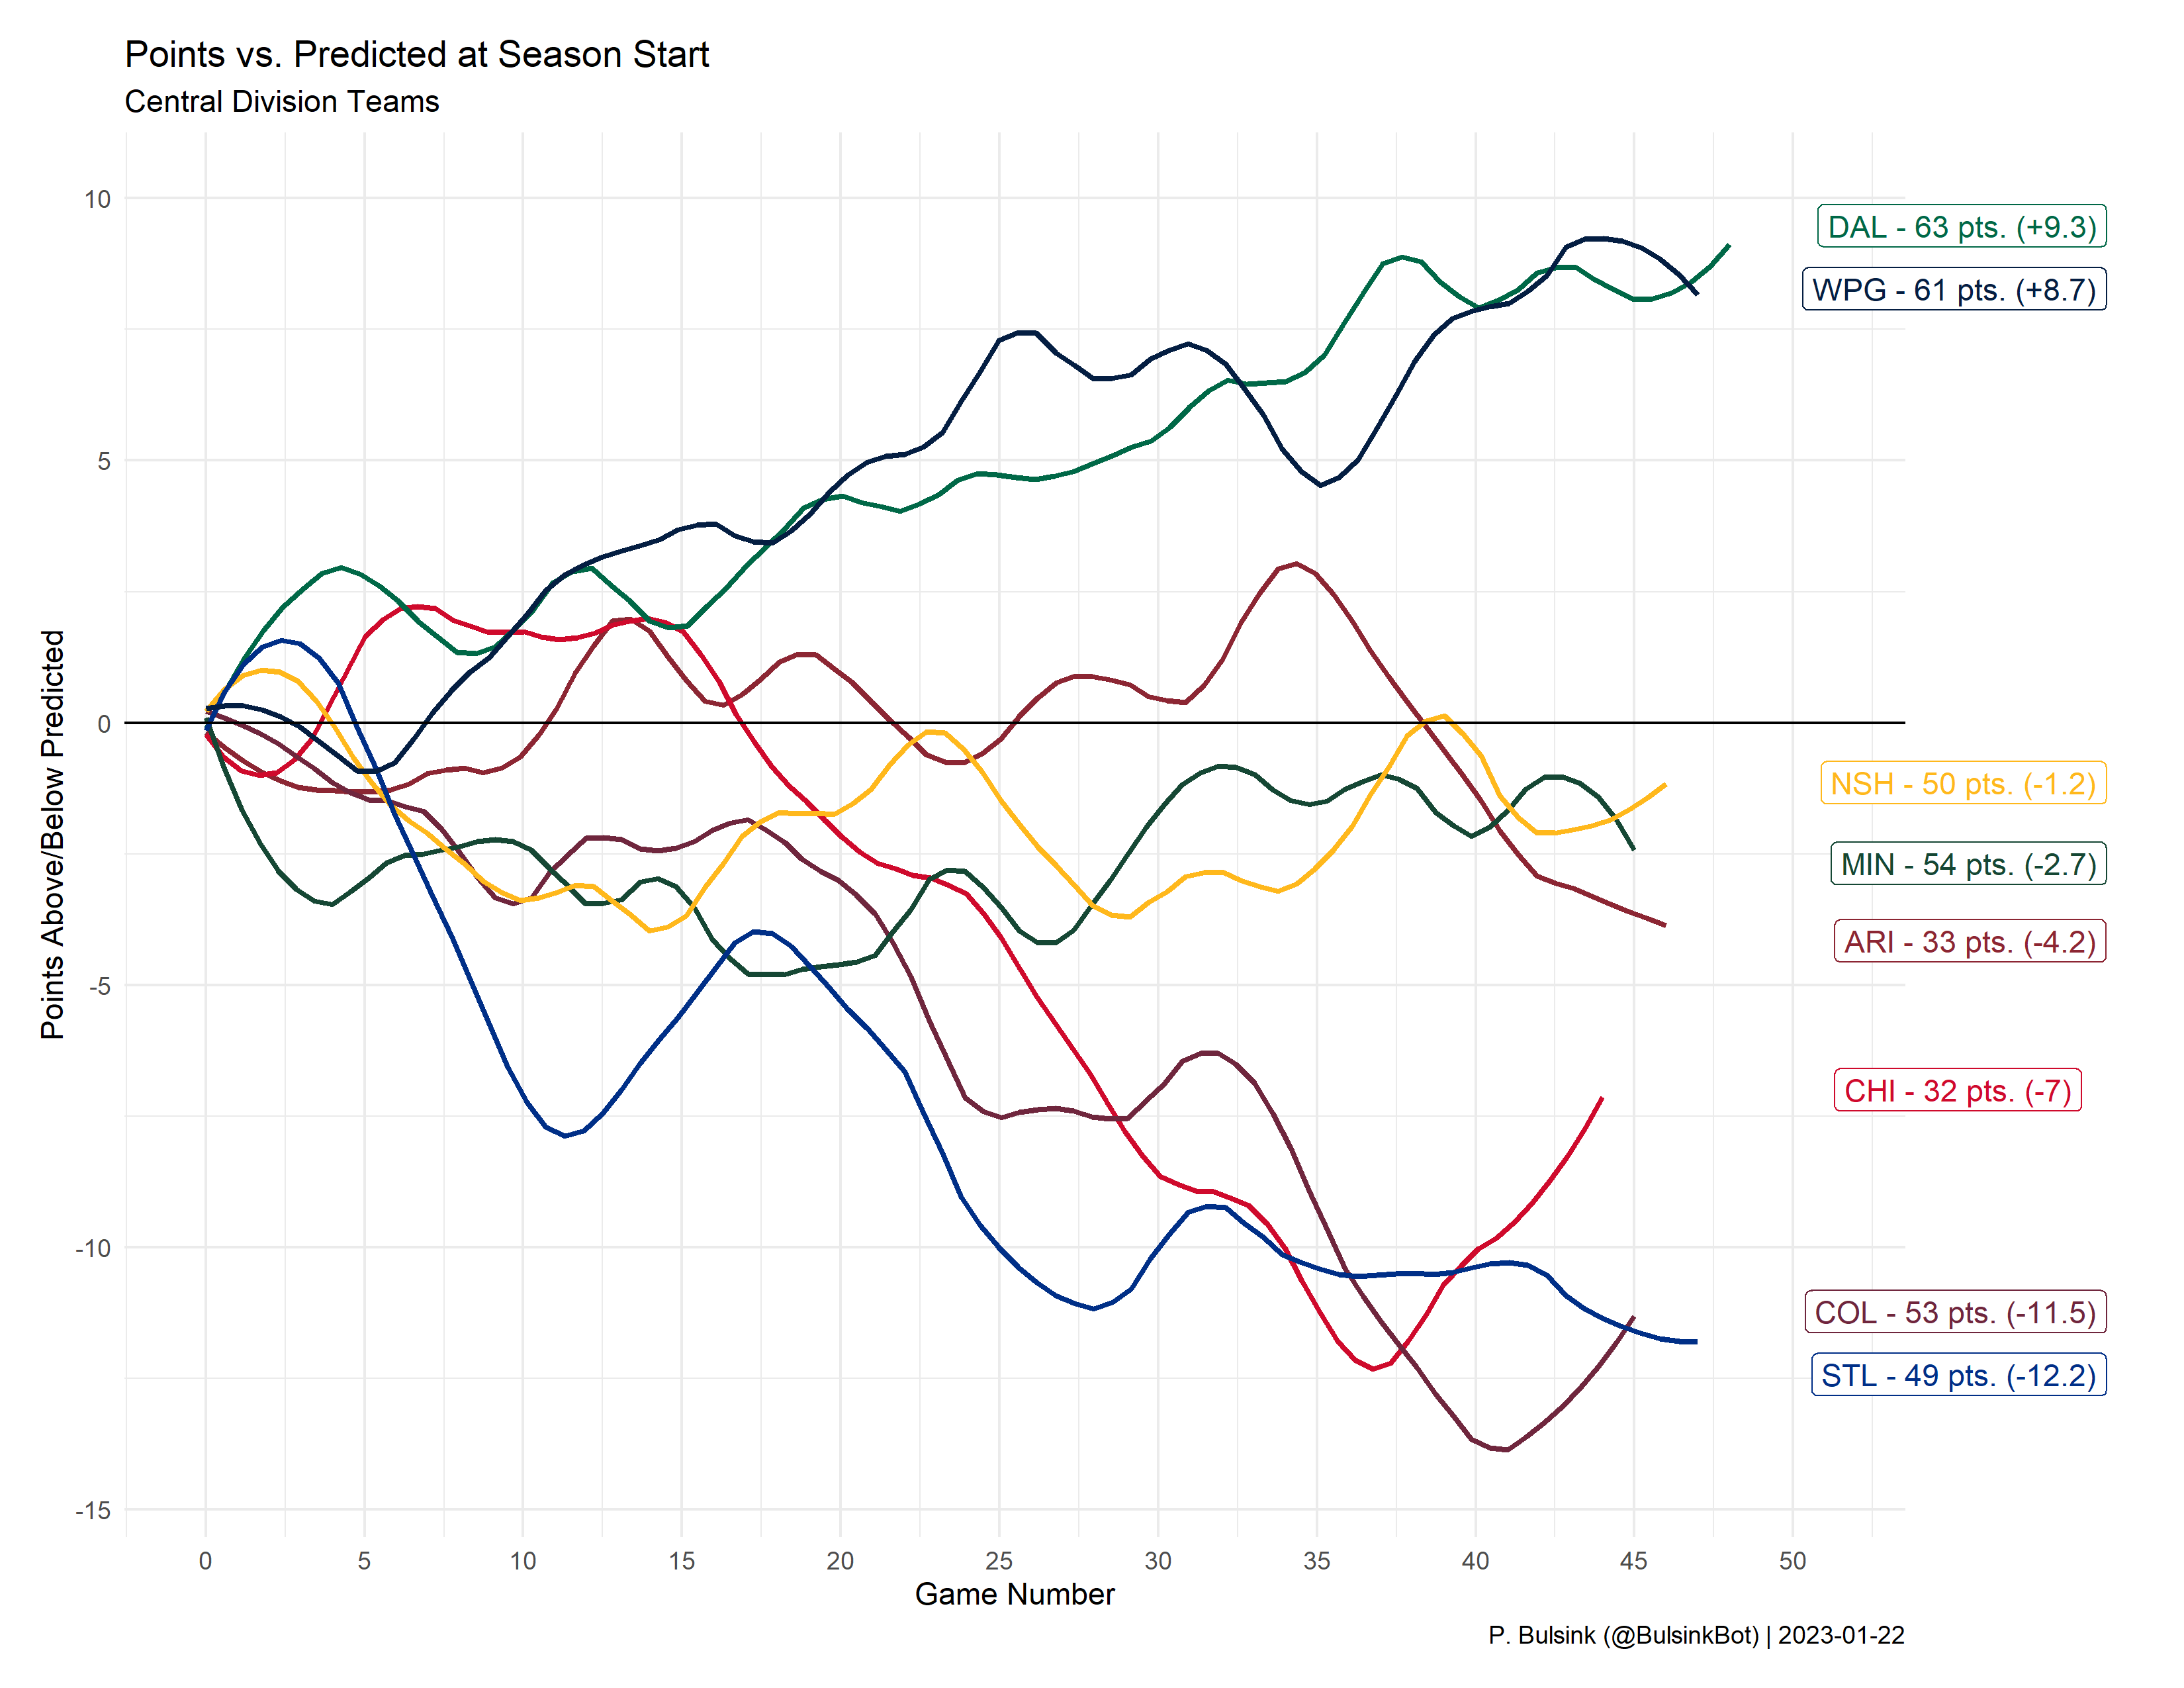 Points vs. Predicted at Season Start
Central Division Teams
Points Above/Below Predicted
10
5
0
-5
-10
-15
DAL - 63 pts. (+9.3)
WPG - 61 pts. (+8.7)
NSH - 50 pts. (-1.2)
MIN - 54 pts. (-2.7)
ARI - 33 pts. (-4.2)
CHI - 32 pts. (-7)
COL - 53 pts. (-11.5)
STL - 49 pts. (-12.2)
0 5 10 15 20 25 30 35 40 45 50
Game Number
P. Bulsink (@BulsinkBot) | 2023-01-22